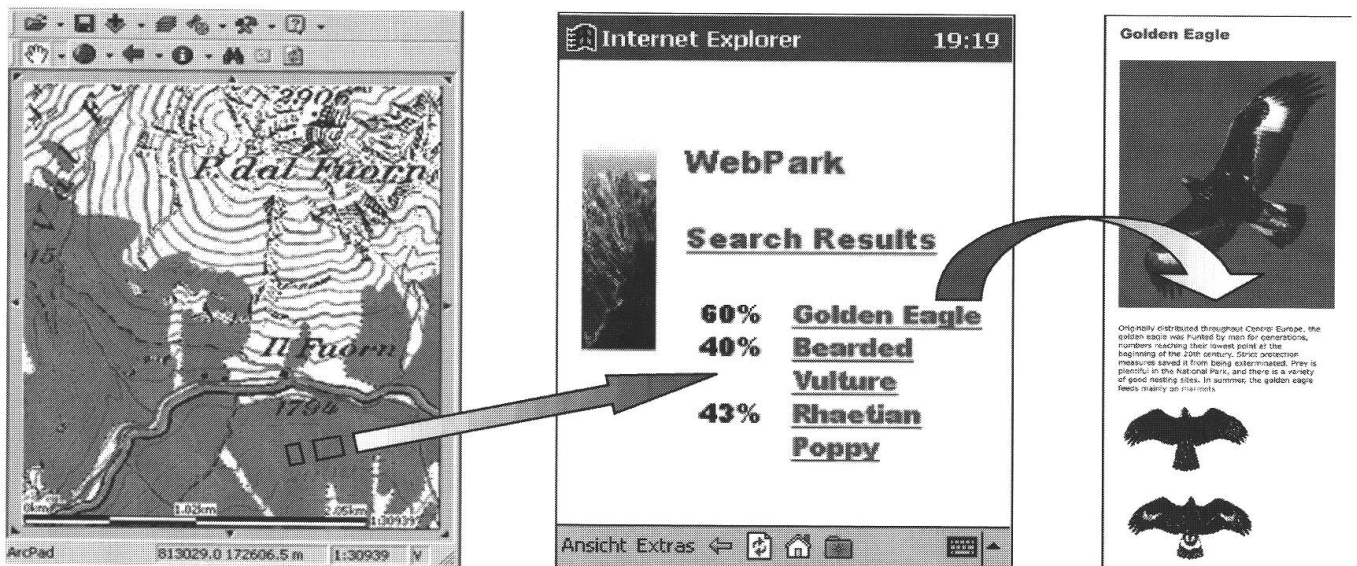 2906
P. dal Fuorn
15
Il Fuorn
1794
0km 1.02km 2.05km
1:30939
ArcPad 813029.0 172606.5 m 1:30939
Internet Explorer 19:19
WebPark
Search Results
60% Golden Eagle
40% Bearded
Vulture
43% Rhaetian
Poppy
Ansicht Extras
Golden Eagle
Originally distributed throughout Central Europe, the
golden eagle was hunted by man for generations,
numbers reaching their lowest point at the
beginning of the 20th century. Strict protection
measures saved it from being exterminated. Prey is
plentiful in the National Park, and there is a variety
of good nesting sites. In summer, the golden eagle
feeds mainly on marmots